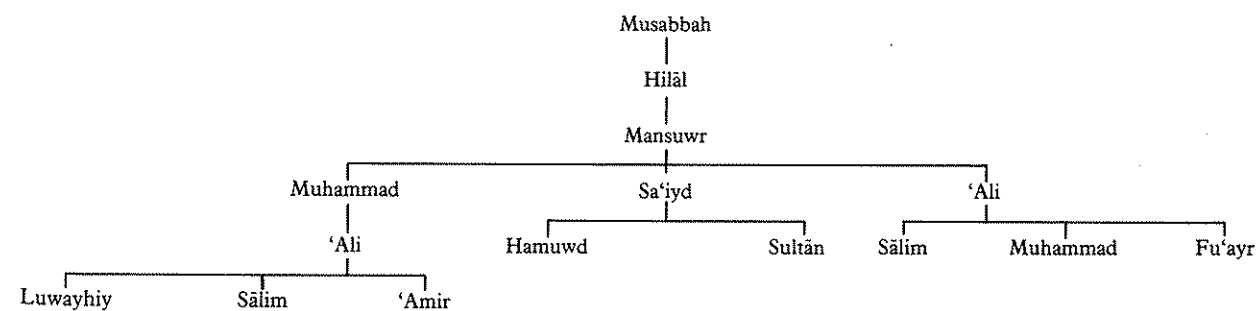 Musabbah
Hilāl
Mansuwr
Muhammad Sa‘iyd ‘Ali
‘Ali Hamuwd Sultān Sālim Muhammad Fu‘ayr
Luwayhiy Sālim ‘Amir